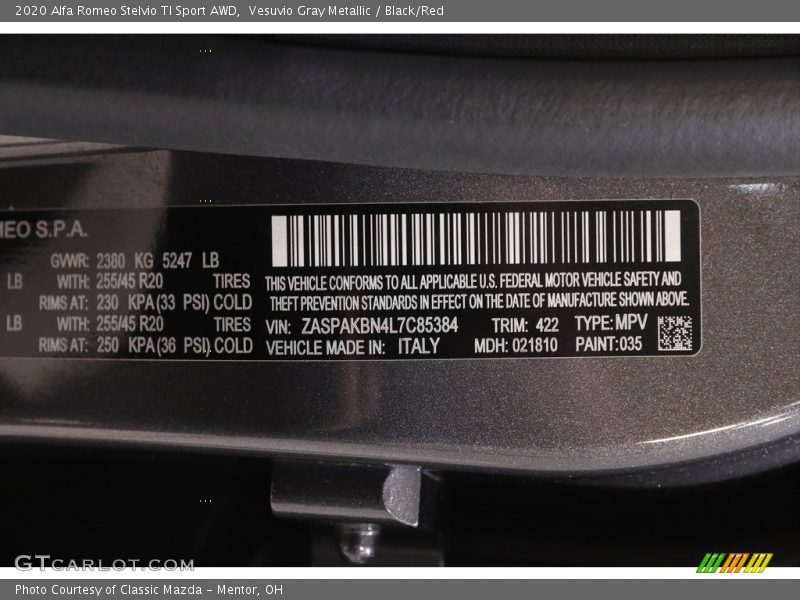 2020 Alfa Romeo Stelvio TI Sport AWD, Vesuvio Gray Metallic / Black/Red
MEO S.P.A.
GVWR: 2380 KG 5247 LB
LB WITH: 255/45 R20 TIRES
RIMS AT: 230 KPA(33 PSI) COLD
LB WITH: 255/45 R20 TIRES
RIMS AT: 250 KPA(36 PSI) COLD
THIS VEHICLE CONFORMS TO ALL APPLICABLE U.S. FEDERAL MOTOR VEHICLE SAFETY AND
THEFT PREVENTION STANDARDS IN EFFECT ON THE DATE OF MANUFACTURE SHOWN ABOVE.
VIN: ZASPAKBN4L7C85384 TRIM: 422 TYPE: MPV
VEHICLE MADE IN: ITALY MDH: 021810 PAINT: 035
GTCARLOT.COM
Photo Courtesy of Classic Mazda - Mentor, OH